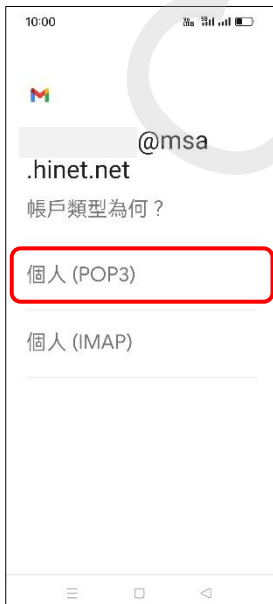 10:00
@msa
.hinet.net
帳戶類型為何？
個人 (POP3)
個人 (IMAP)